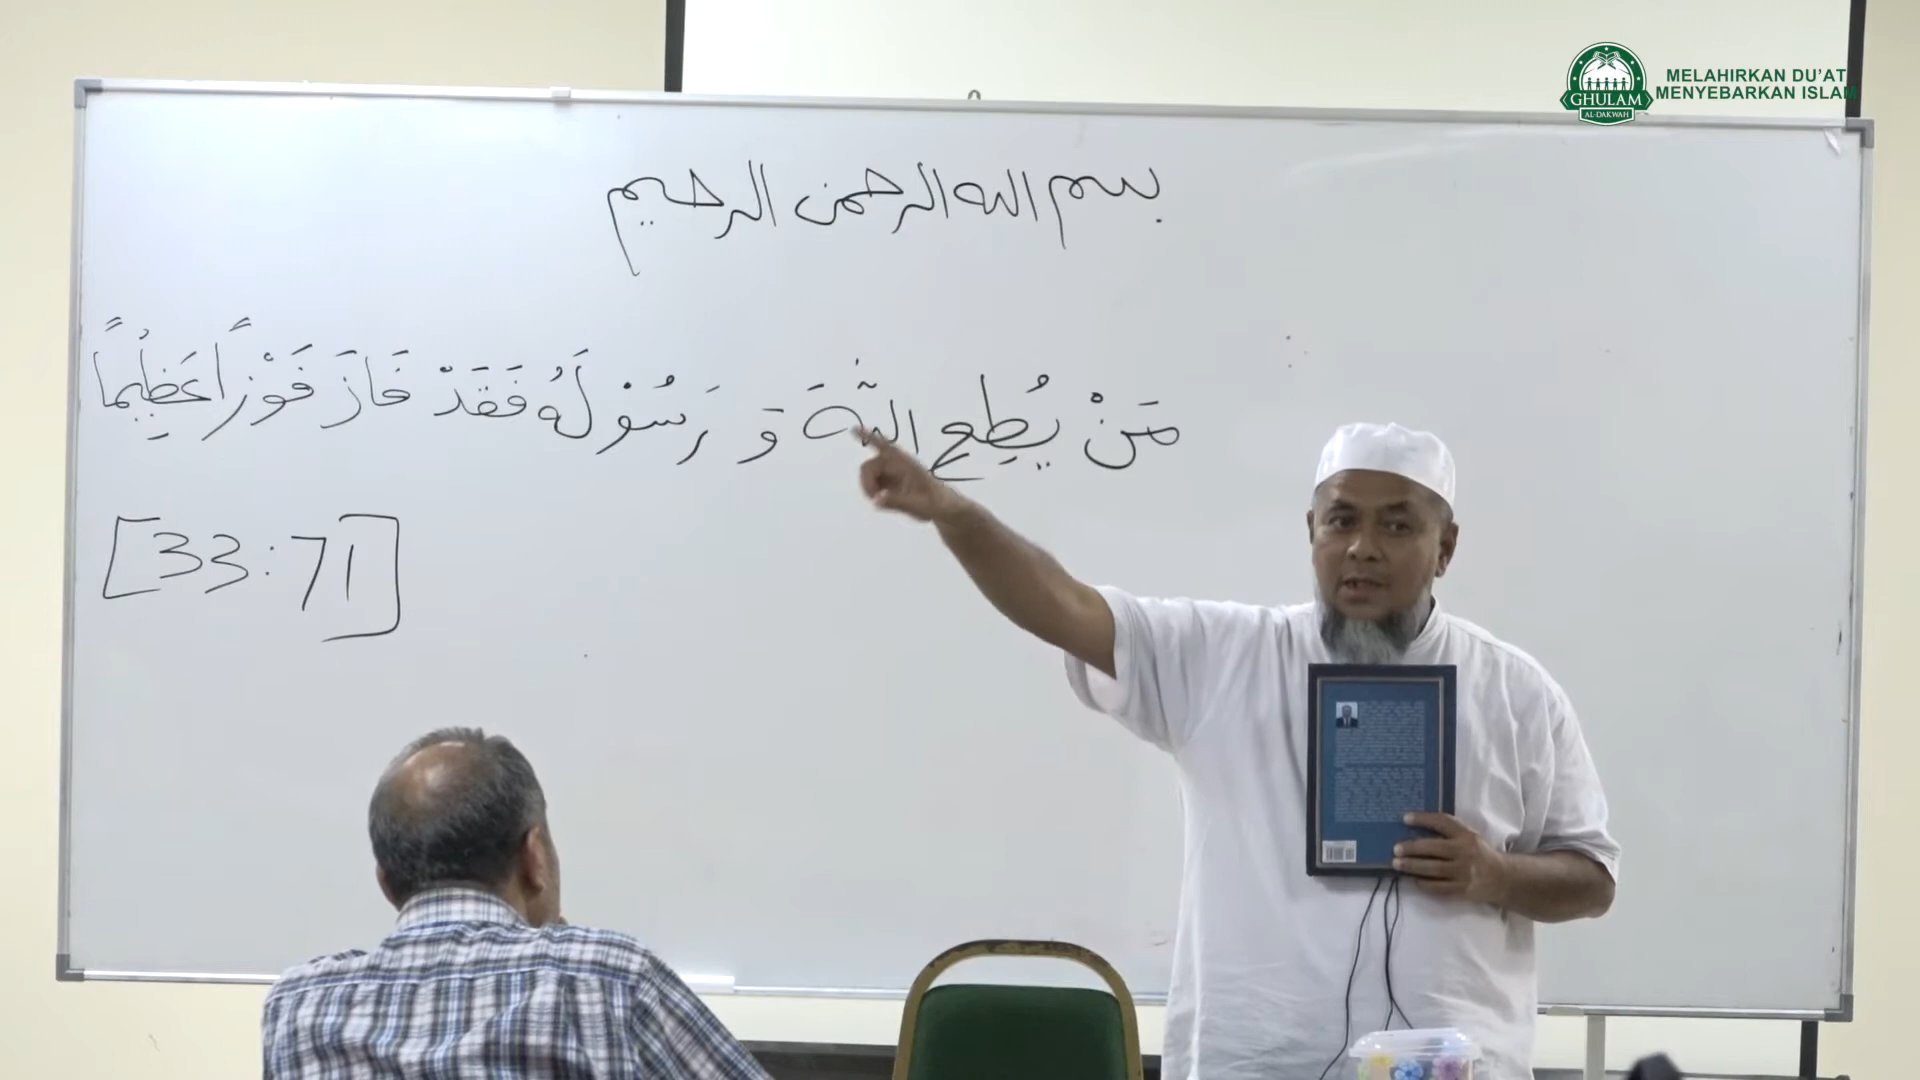 MELAHIRKAN DU'AT
MENYEBARKAN ISLAM
GHULAM
AL-DAKWAH
بسم الله الرحمن الرحيم
مَنْ يُطِعِ اللّٰهَ وَ رَسُوْلَهُ فَقَدْ فَازَ فَوْزًا عَظِيْمًا
[33:71]